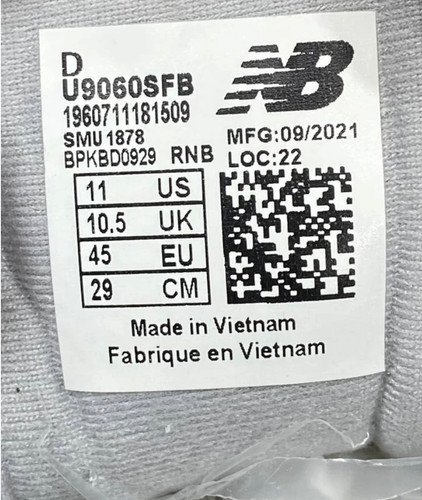 D
U9060SFB
1960711181509
SMU 1878
BPKBD0929 RNB
NB
MFG:09/2021
LOC:22
11 US
10.5 UK
45 EU
29 CM
Made in Vietnam
Fabrique en Vietnam